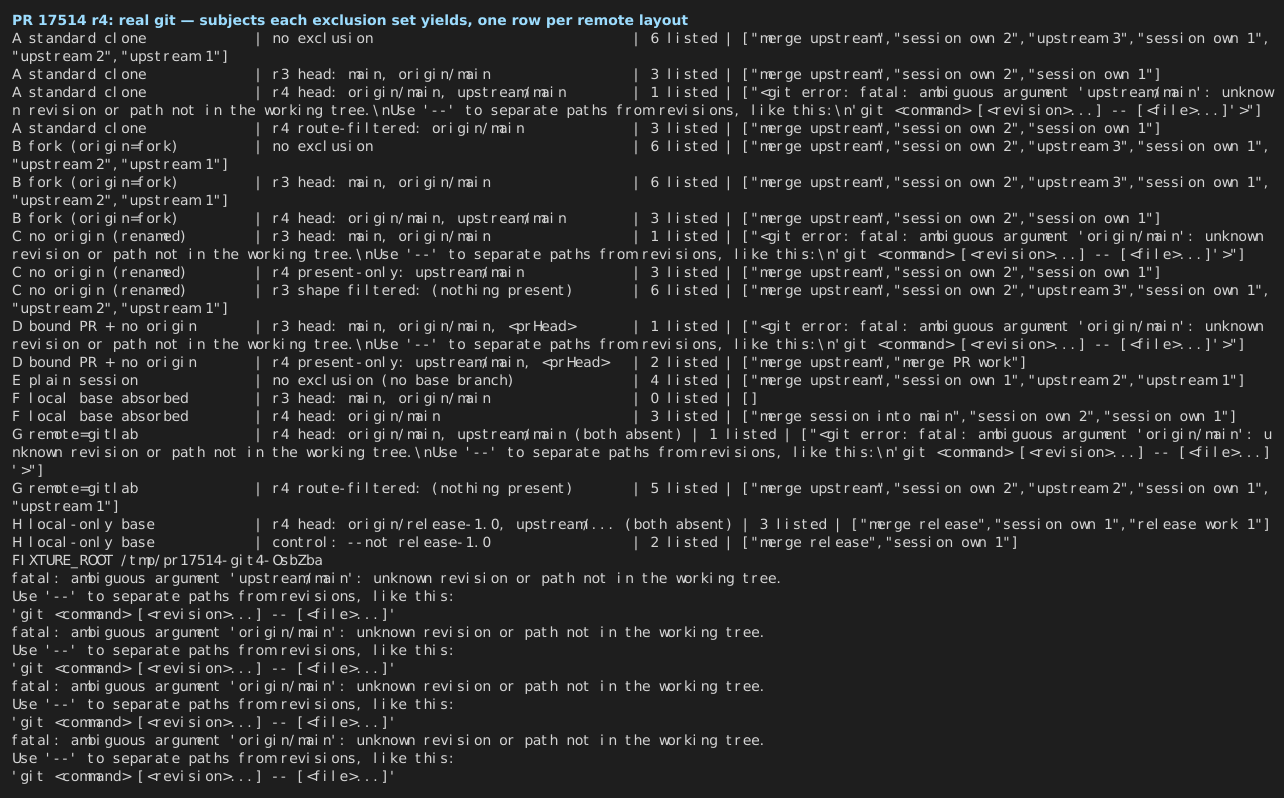 PR 17514 r4: real git — subjects each exclusion set yields, one row per remote layout
A standard clone | no exclusion | 6 listed | ["merge upstream","session own 2","upstream 3","session own 1",
"upstream 2","upstream 1"]
A standard clone | r3 head: main, origin/main | 3 listed | ["merge upstream","session own 2","session own 1"]
A standard clone | r4 head: origin/main, upstream/main | 1 listed | ["<git error: fatal: ambiguous argument 'upstream/main': unknow
n revision or path not in the working tree.\nUse '--' to separate paths from revisions, like this:\n'git <command> [<revision>...] -- [<file>...]'>"]
A standard clone | r4 route-filtered: origin/main | 3 listed | ["merge upstream","session own 2","session own 1"]
B fork (origin=fork) | no exclusion | 6 listed | ["merge upstream","session own 2","upstream 3","session own 1",
"upstream 2","upstream 1"]
B fork (origin=fork) | r3 head: main, origin/main | 6 listed | ["merge upstream","session own 2","upstream 3","session own 1",
"upstream 2","upstream 1"]
B fork (origin=fork) | r4 head: origin/main, upstream/main | 3 listed | ["merge upstream","session own 2","session own 1"]
C no origin (renamed) | r3 head: main, origin/main | 1 listed | ["<git error: fatal: ambiguous argument 'origin/main': unknown
revision or path not in the working tree.\nUse '--' to separate paths from revisions, like this:\n'git <command> [<revision>...] -- [<file>...]'>"]
C no origin (renamed) | r4 present-only: upstream/main | 3 listed | ["merge upstream","session own 2","session own 1"]
C no origin (renamed) | r3 shape filtered: (nothing present) | 6 listed | ["merge upstream","session own 2","upstream 3","session own 1",
"upstream 2","upstream 1"]
D bound PR + no origin | r3 head: main, origin/main, <prHead> | 1 listed | ["<git error: fatal: ambiguous argument 'origin/main': unknown
revision or path not in the working tree.\nUse '--' to separate paths from revisions, like this:\n'git <command> [<revision>...] -- [<file>...]'>"]
D bound PR + no origin | r4 present-only: upstream/main, <prHead> | 2 listed | ["merge upstream","merge PR work"]
E plain session | no exclusion (no base branch) | 4 listed | ["merge upstream","session own 1","upstream 2","upstream 1"]
F local base absorbed | r3 head: main, origin/main | 0 listed | []
F local base absorbed | r4 head: origin/main | 3 listed | ["merge session into main","session own 2","session own 1"]
G remote=gitlab | r4 head: origin/main, upstream/main (both absent) | 1 listed | ["<git error: fatal: ambiguous argument 'origin/main': u
nknown revision or path not in the working tree.\nUse '--' to separate paths from revisions, like this:\n'git <command> [<revision>...] -- [<file>...]
'>"]
G remote=gitlab | r4 route-filtered: (nothing present) | 5 listed | ["merge upstream","session own 2","upstream 2","session own 1",
"upstream 1"]
H local-only base | r4 head: origin/release-1.0, upstream/... (both absent) | 3 listed | ["merge release","session own 1","release work 1"]
H local-only base | control: --not release-1.0 | 2 listed | ["merge release","session own 1"]
FIXTURE_ROOT /tmp/pr17514-git4-OsbZba
fatal: ambiguous argument 'upstream/main': unknown revision or path not in the working tree.
Use '--' to separate paths from revisions, like this:
'git <command> [<revision>...] -- [<file>...]'
fatal: ambiguous argument 'origin/main': unknown revision or path not in the working tree.
Use '--' to separate paths from revisions, like this:
'git <command> [<revision>...] -- [<file>...]'
fatal: ambiguous argument 'origin/main': unknown revision or path not in the working tree.
Use '--' to separate paths from revisions, like this:
'git <command> [<revision>...] -- [<file>...]'
fatal: ambiguous argument 'origin/main': unknown revision or path not in the working tree.
Use '--' to separate paths from revisions, like this:
'git <command> [<revision>...] -- [<file>...]'